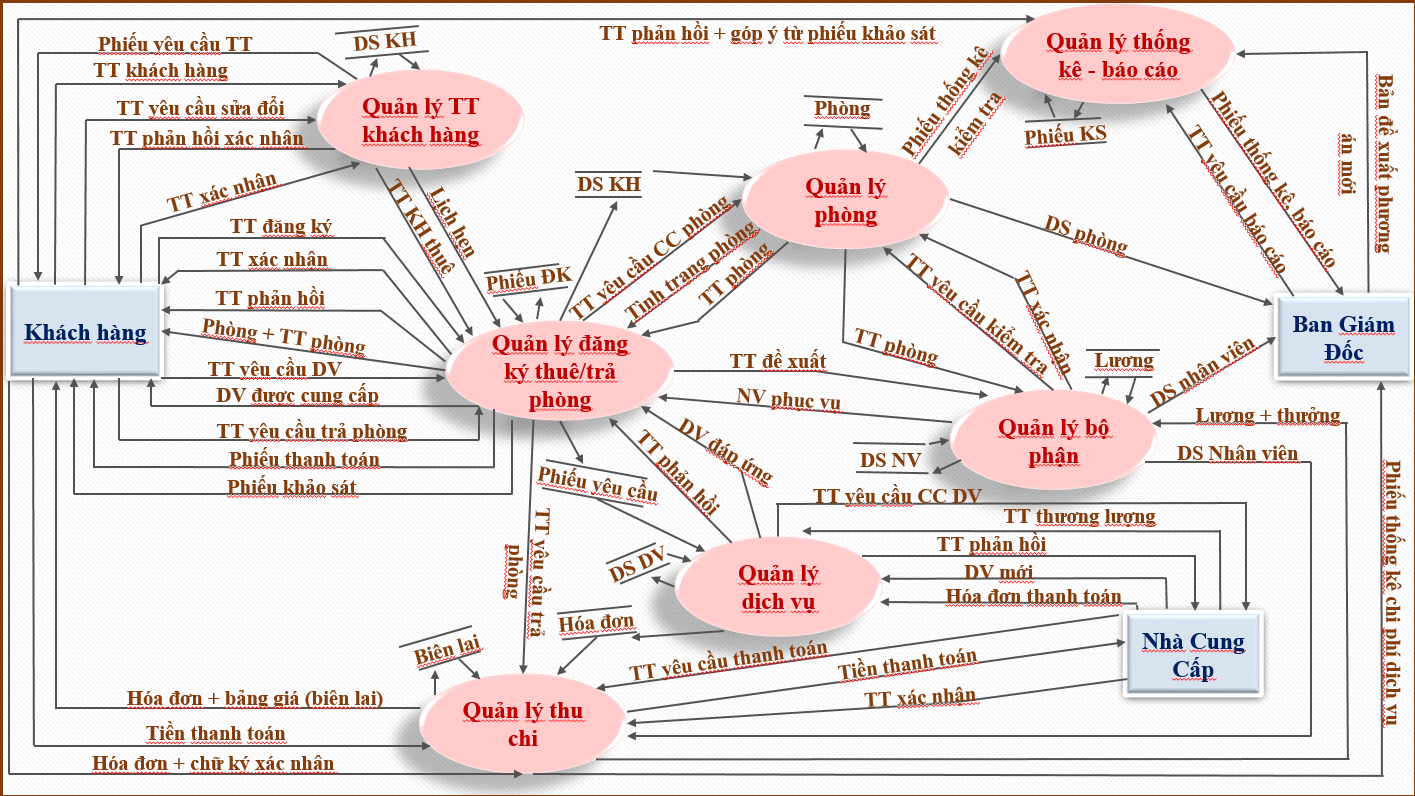 TT phản hồi + góp ý từ phiếu khảo sát
Phiếu yêu cầu TT
DS KH
TT khách hàng
TT yêu cầu sửa đổi
TT phản hồi xác nhận
TT xác nhận
Quản lý TT
khách hàng
Quản lý thống
kê - báo cáo
Phiếu KS
Phiếu thống kê
kiểm tra
Phòng
Quản lý
phòng
DS KH
Bản đề xuất phương
án mới
Phiếu thống kê, báo cáo
TT yêu cầu báo cáo
Lịch hẹn
TT KH thuê
TT đăng ký
TT xác nhận
TT phản hồi
Phòng + TT phòng
Phiếu ĐK
TT yêu cầu CC phòng
Tình trạng phòng
TT phòng
DS phòng
TT yêu cầu kiểm tra
TT xác nhận
TT phòng
Khách hàng
Ban Giám
Đốc
Quản lý đăng
ký thuê/trả
phòng
TT yêu cầu DV
DV được cung cấp
TT yêu cầu trả phòng
Phiếu thanh toán
Phiếu khảo sát
TT đề xuất
NV phục vụ
Lương
DS nhân viên
Lương + thưởng
DS Nhân viên
Quản lý bộ
phận
DS NV
DV đáp ứng
TT phản hồi
Phiếu yêu cầu
TT yêu cầu trả
phòng
TT yêu cầu CC DV
TT thương lượng
TT phản hồi
DV mới
Hóa đơn thanh toán
DS DV
Quản lý
dịch vụ
Hóa đơn
Biên lai
TT yêu cầu thanh toán
Tiền thanh toán
TT xác nhận
Nhà Cung
Cấp
Phiếu thống kê chi phí dịch vụ
Hóa đơn + bảng giá (biên lai)
Tiền thanh toán
Hóa đơn + chữ ký xác nhận
Quản lý thu
chi